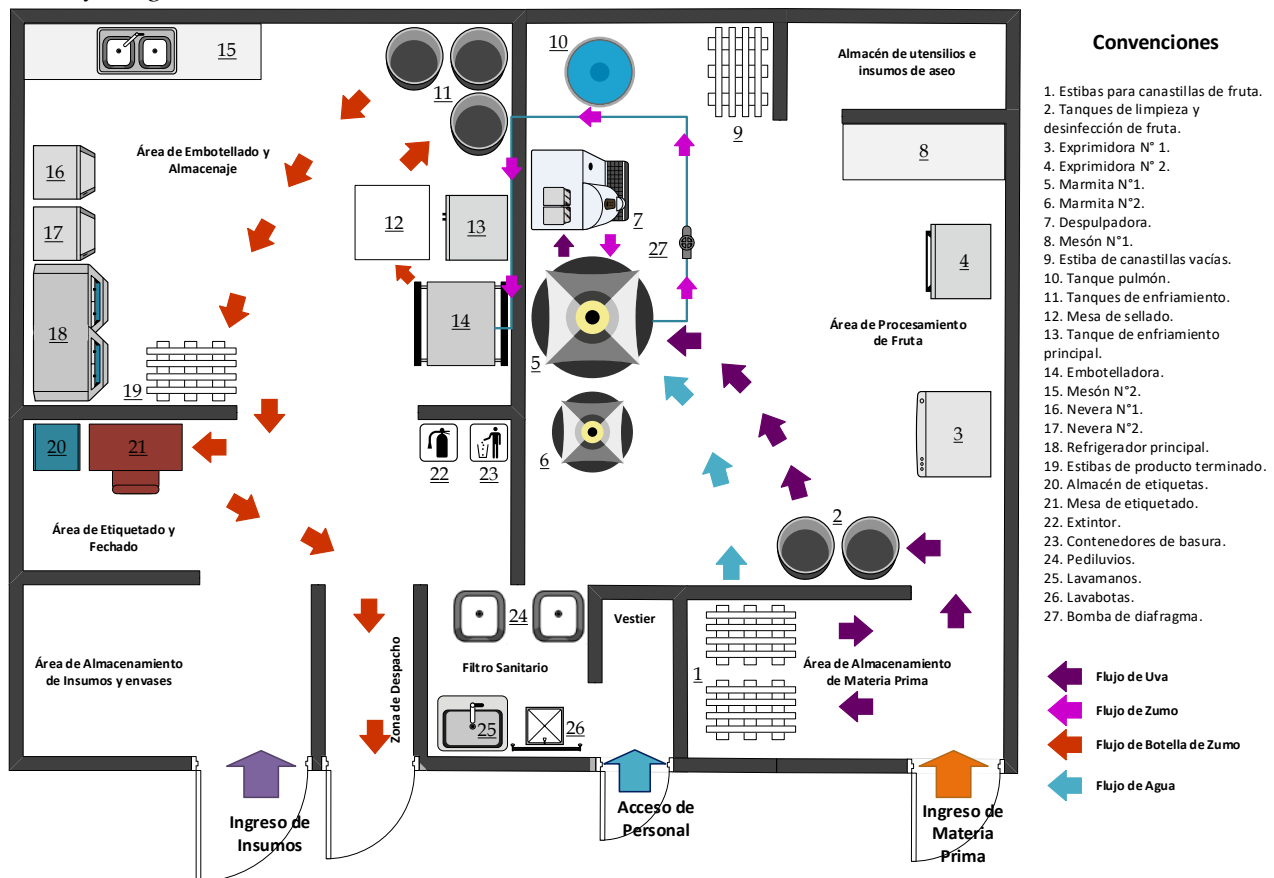 15
10
11
9
Almacén de utensilios e
insumos de aseo
Área de Embotellado y
Almacenaje
16
17
12
13
7
27
8
4
18
14
5
Área de Procesamiento
de Fruta
19
20
21
22
23
6
3
2
Área de Etiquetado y
Fechado
Área de Almacenamiento
de Insumos y envases
Zona de Despacho
24
Filtro Sanitario
25
26
Vestier
1
Área de Almacenamiento
de Materia Prima
Ingreso de
Insumos
Acceso de
Personal
Ingreso de
Materia
Prima
Convenciones
1. Estibas para canastillas de fruta.
2. Tanques de limpieza y
desinfección de fruta.
3. Exprimidora N° 1.
4. Exprimidora N° 2.
5. Marmita N°1.
6. Marmita N°2.
7. Despulpadora.
8. Mesón N°1.
9. Estiba de canastillas vacías.
10. Tanque pulmón.
11. Tanques de enfriamiento.
12. Mesa de sellado.
13. Tanque de enfriamiento
principal.
14. Embotelladora.
15. Mesón N°2.
16. Nevera N°1.
17. Nevera N°2.
18. Refrigerador principal.
19. Estibas de producto terminado.
20. Almacén de etiquetas.
21. Mesa de etiquetado.
22. Extintor.
23. Contenedores de basura.
24. Pediluvios.
25. Lavamanos.
26. Lavabotas.
27. Bomba de diafragma.
Flujo de Uva
Flujo de Zumo
Flujo de Botella de Zumo
Flujo de Agua